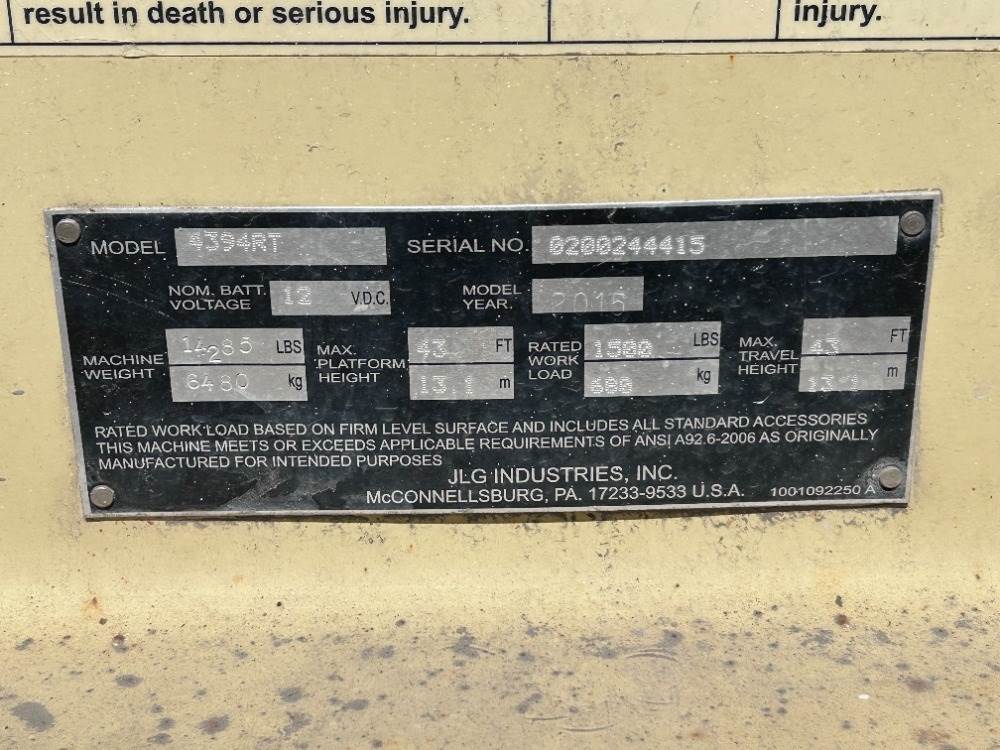 result in death or serious injury.
injury.
MODEL 4394RT SERIAL NO. 0200244415
NOM. BATT. VOLTAGE 12 V.D.C. MODEL YEAR. 2015
MACHINE WEIGHT 14285 LBS 6480 kg
MAX. PLATFORM HEIGHT 43 FT 13.1 m
RATED WORK LOAD 1500 LBS 680 kg
MAX. TRAVEL HEIGHT 43 FT 13.1 m
RATED WORK LOAD BASED ON FIRM LEVEL SURFACE AND INCLUDES ALL STANDARD ACCESSORIES
THIS MACHINE MEETS OR EXCEEDS APPLICABLE REQUIREMENTS OF ANSI A92.6-2006 AS ORIGINALLY
MANUFACTURED FOR INTENDED PURPOSES
JLG INDUSTRIES, INC.
McCONNELLSBURG, PA. 17233-9533 U.S.A. 1001092250 A